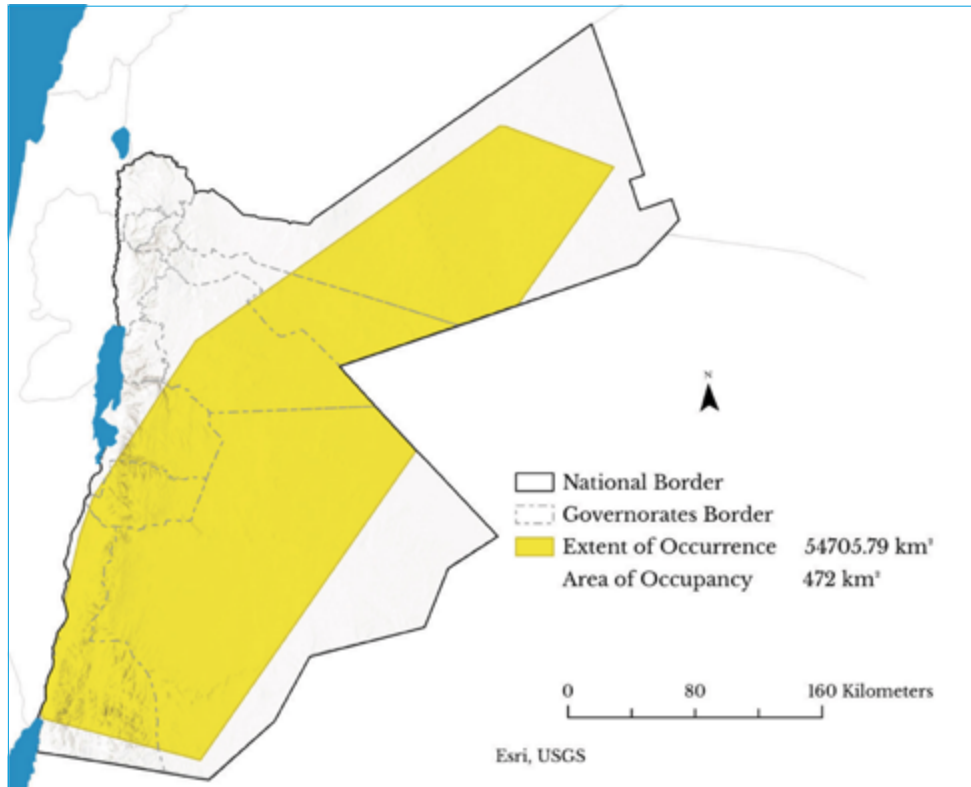 N
National Border
Governorates Border
Extent of Occurrence 54705.79 km²
Area of Occupancy 472 km²
0 80 160 Kilometers
Esri, USGS